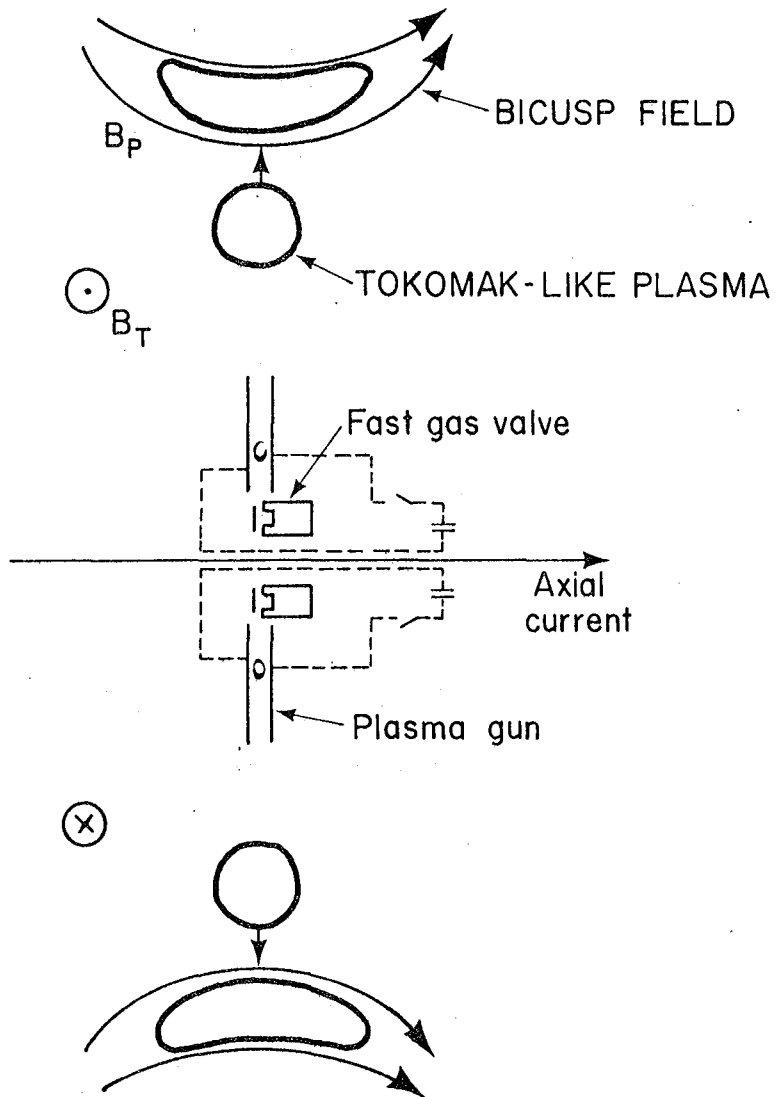 BICUSP FIELD
B_P
TOKOMAK-LIKE PLASMA
B_T
Fast gas valve
Axial
current
Plasma gun